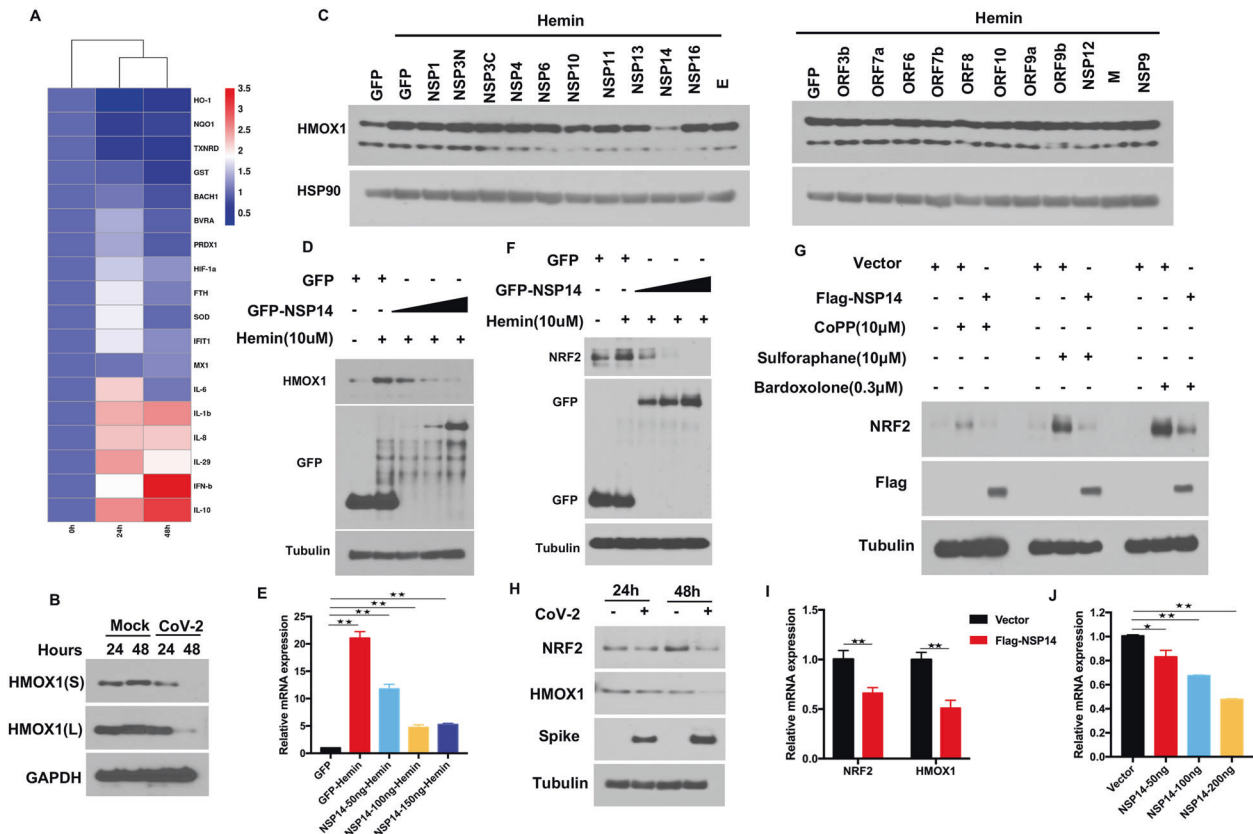 A
3.5
3
2.5
2
1.5
1
0.5
HO-1
NQO1
TXNRD
GST
BACH1
BVRA
PRDX1
HIF-1a
FTH
SOD
IFIT1
MX1
IL-6
IL-1b
IL-8
IL-29
IFN-b
IL-10
0h 24h 48h
B
Mock CoV-2
Hours 24 48 24 48
HMOX1(S)
HMOX1(L)
GAPDH
C
Hemin
GFP GFP NSP1 NSP3N NSP3C NSP4 NSP6 NSP10 NSP11 NSP13 NSP14 NSP16 E
HMOX1
HSP90
Hemin
GFP ORF3b ORF7a ORF6 ORF7b ORF8 ORF10 ORF9a ORF9b NSP12 M NSP9
D
GFP + + - - -
GFP-NSP14
Hemin(10uM) - + + + +
HMOX1
GFP
Tubulin
E
Relative mRNA expression
25
20
15
10
5
0
★★
★★
★★
★★
GFP
GFP-Hemin
NSP14-50ng-Hemin
NSP14-100ng-Hemin
NSP14-150ng-Hemin
F
GFP + + - - -
GFP-NSP14
Hemin(10uM) - + + + +
NRF2
GFP
GFP
Tubulin
G
Vector + + - + + - + + -
Flag-NSP14 - - + - - + - - +
CoPP(10μM) - + + - - - - - -
Sulforaphane(10μM) - - - - + + - - -
Bardoxolone(0.3μM) - - - - - - - + +
NRF2
Flag
Tubulin
H
24h 48h
CoV-2 - + - +
NRF2
HMOX1
Spike
Tubulin
I
Relative mRNA expression
1.5
1.0
0.5
0.0
★★
★★
NRF2 HMOX1
Vector
Flag-NSP14
J
Relative mRNA expression
1.2
1.0
0.8
0.6
0.4
0.2
0.0
★★
★★
★
Vector
NSP14-50ng
NSP14-100ng
NSP14-200ng